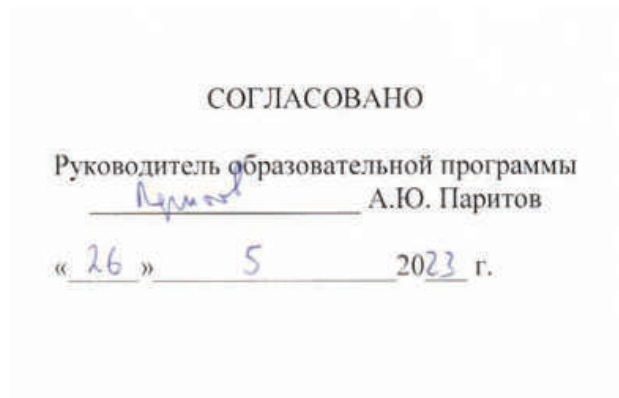 СОГЛАСОВАНО
Руководитель образовательной программы
А.Ю. Паритов
« 26 » 5 2023 г.